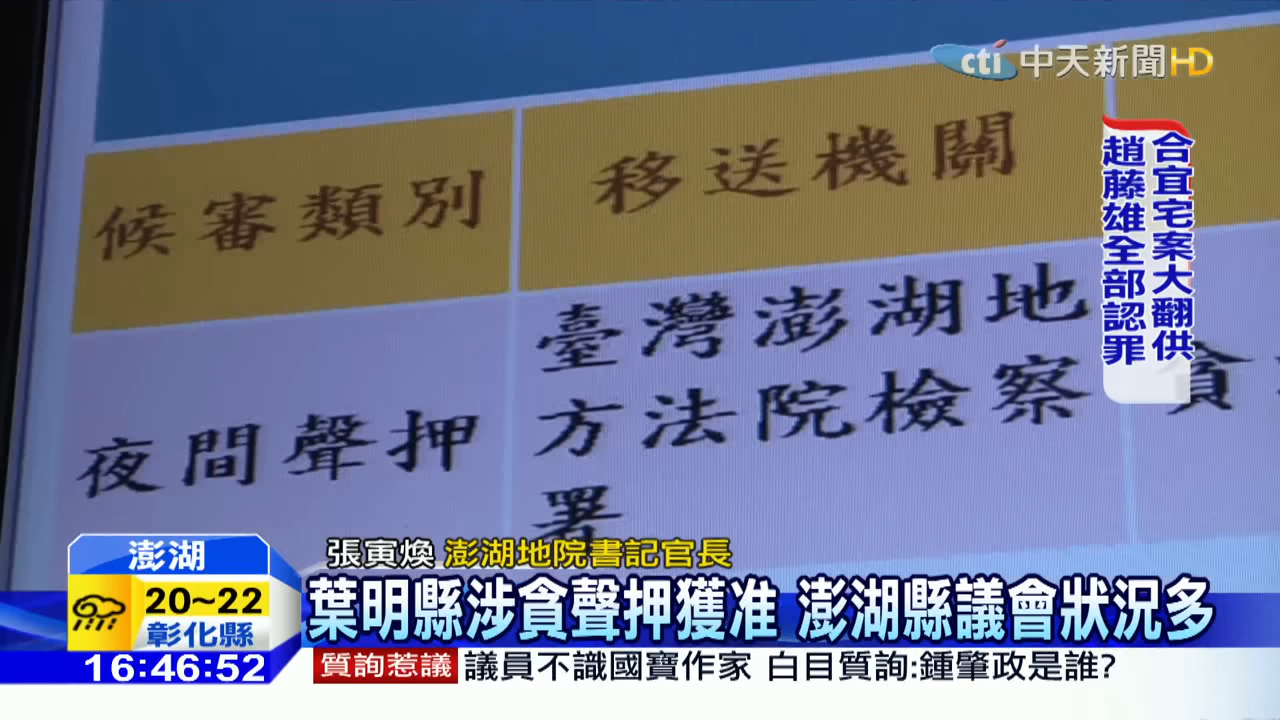 cti 中天新聞HD
候審類別 移送機關
夜間聲押
臺灣澎湖地
方法院檢察
署
貪
合宜宅案大翻供
趙藤雄全部認罪
張寅煥 澎湖地院書記官長
澎湖
20~22
彰化縣
16:46:52
葉明縣涉貪聲押獲准 澎湖縣議會狀況多
質詢惹議 議員不識國寶作家 白目質詢:鍾肇政是誰?